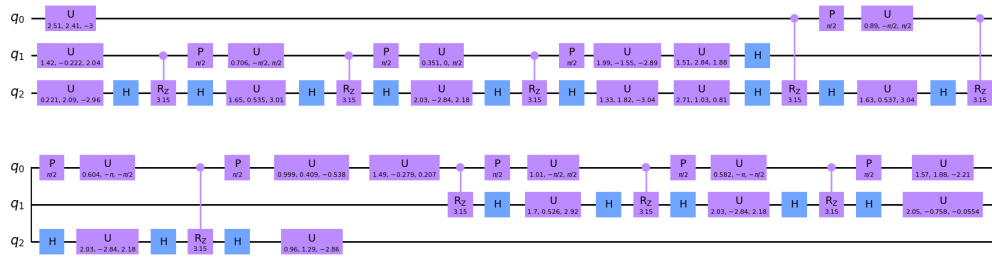 q0 U P U
2.51, 2.41, −3 π/2 0.89, −π/2, π/2
q1 U P U P U P U U H
1.42, −0.222, 2.04 π/2 0.706, −π/2, π/2 π/2 0.351, 0, π/2 π/2 1.99, −1.55, −2.89 1.51, 2.84, 1.88
q2 U H RZ H U H RZ H U H RZ H U U H RZ H U H RZ
0.221, 2.09, −2.96 3.15 1.65, 0.535, 3.01 3.15 2.03, −2.84, 2.18 3.15 1.33, 1.82, −3.04 2.71, 1.03, 0.81 3.15 1.63, 0.537, 3.04 3.15
q0 P U P U U P U P U P U
π/2 0.604, −π, −π/2 π/2 0.999, 0.409, −0.538 1.49, −0.279, 0.207 π/2 1.01, −π/2, π/2 π/2 0.582, −π, −π/2 π/2 1.57, 1.88, −2.21
q1 RZ H U H RZ H U H RZ H U
3.15 1.7, 0.526, 2.92 3.15 2.03, −2.84, 2.18 3.15 2.05, −0.758, −0.0554
q2 H U H RZ H U
2.03, −2.84, 2.18 3.15 0.96, 1.29, −2.86